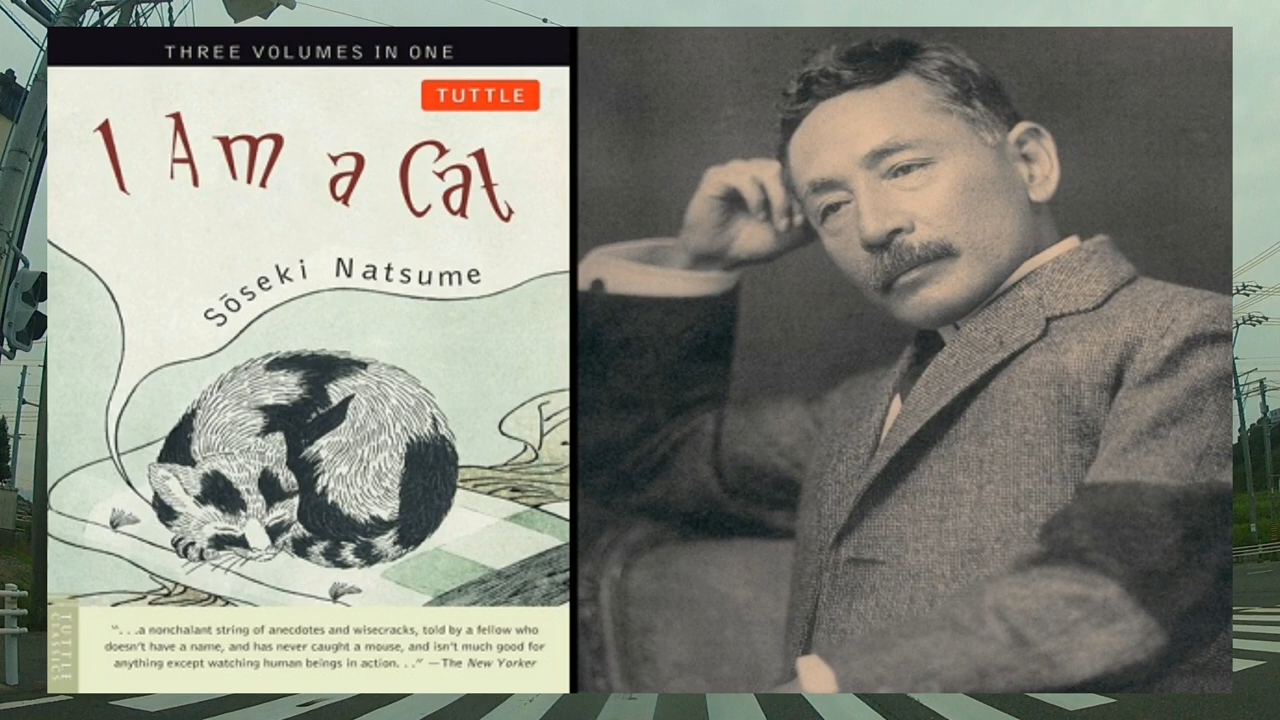 THREE VOLUMES IN ONE
TUTTLE
I Am a Cat
Sōseki Natsume
TUTTLE
CLASSICS
“. . .a nonchalant string of anecdotes and wisecracks, told by a fellow who
doesn’t have a name, and has never caught a mouse, and isn’t much good for
anything except watching human beings in action. . .” —The New Yorker